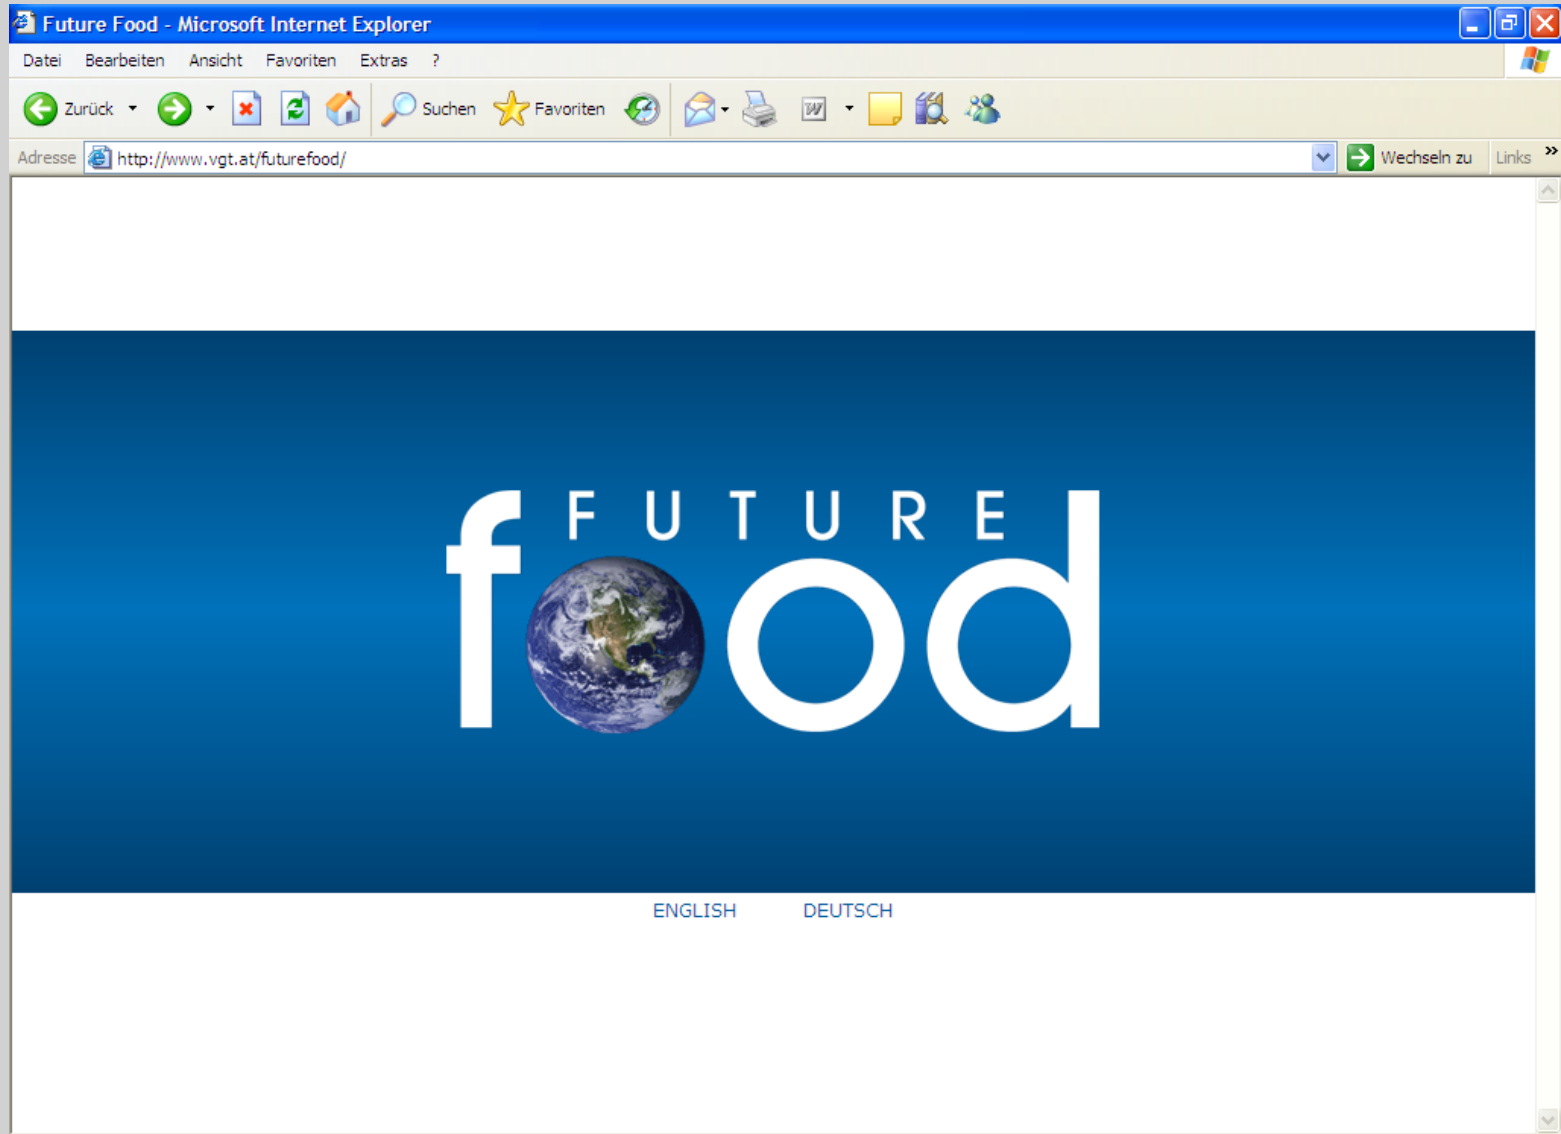 Future Food - Microsoft Internet Explorer
Datei Bearbeiten Ansicht Favoriten Extras ?
Zurück Suchen Favoriten W
Adresse http://www.vgt.at/futurefood/ Wechseln zu Links »
FUTURE
food
ENGLISH DEUTSCH